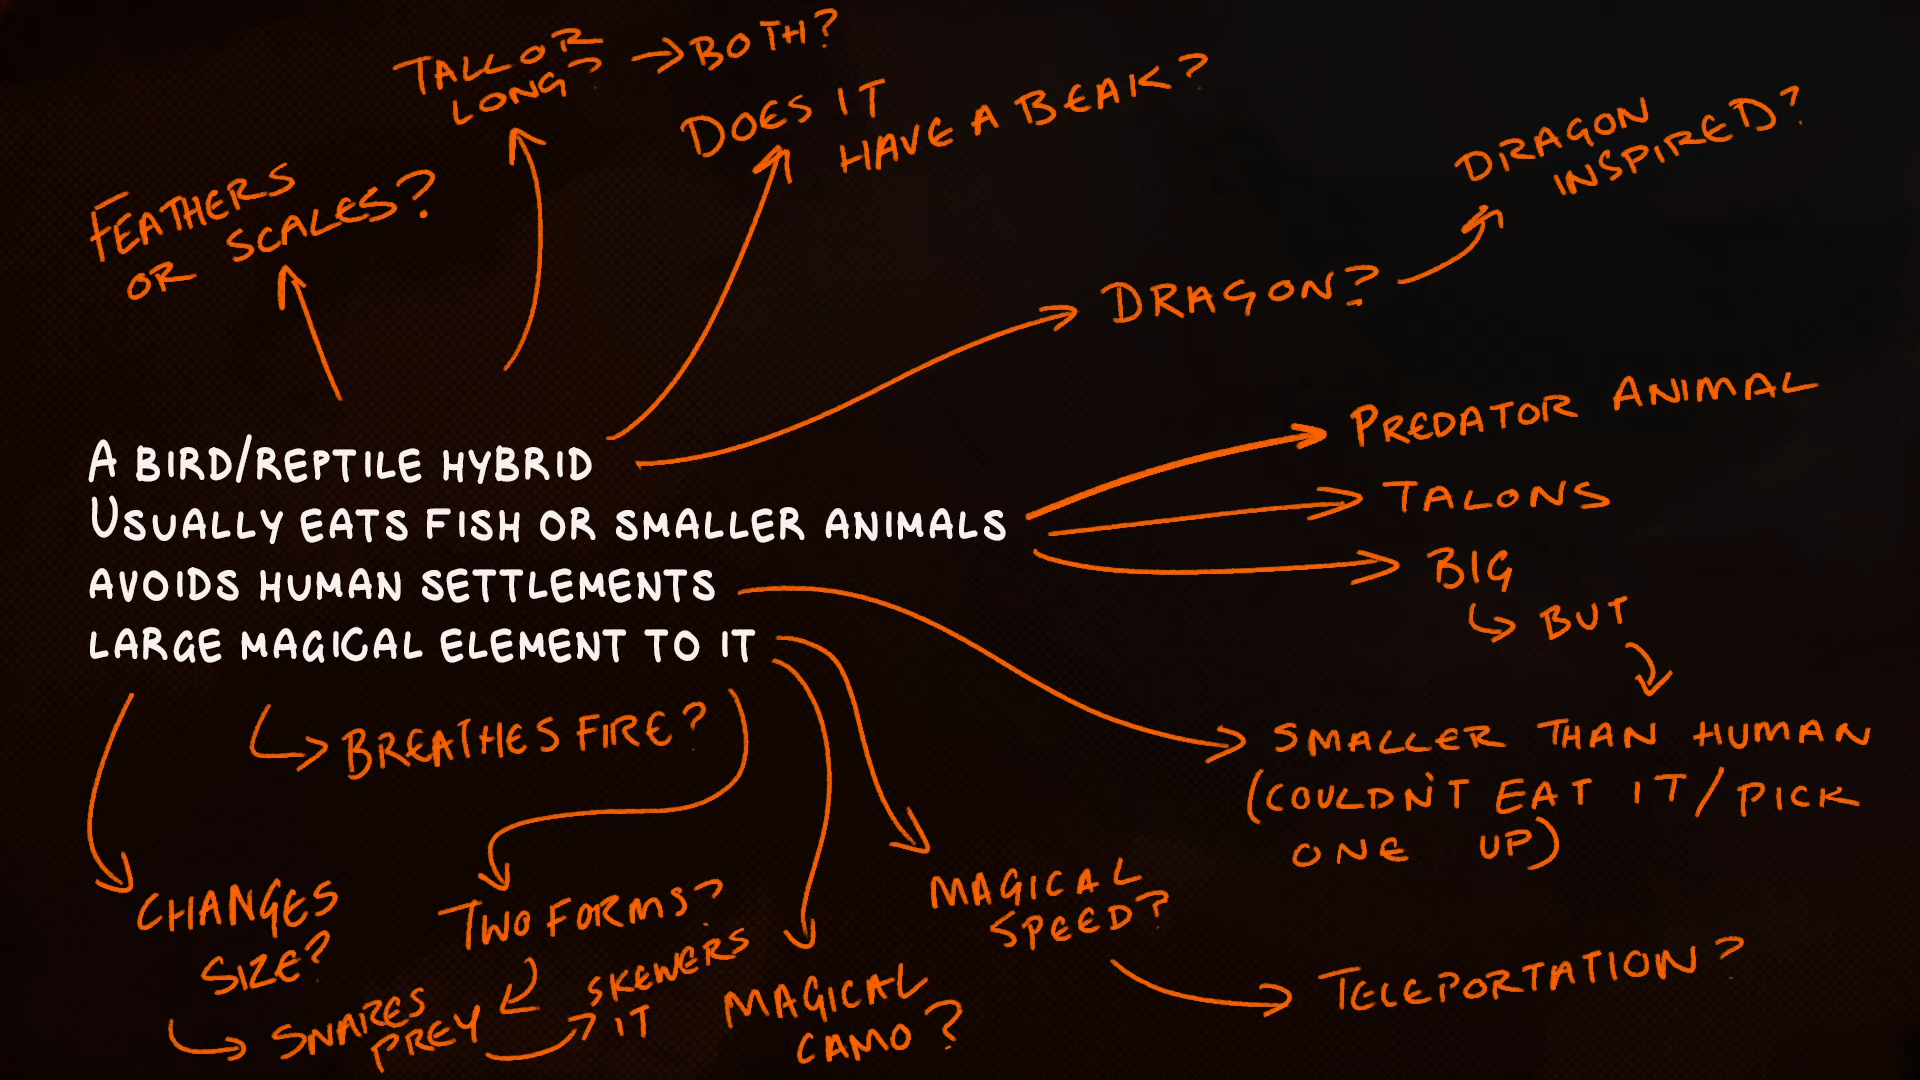 TALL OR
LONG?
→ BOTH?
DOES IT
HAVE A BEAK?
DRAGON
INSPIRED?
FEATHERS
OR SCALES?
DRAGON?
PREDATOR ANIMAL
A BIRD/REPTILE HYBRID
USUALLY EATS FISH OR SMALLER ANIMALS
AVOIDS HUMAN SETTLEMENTS
LARGE MAGICAL ELEMENT TO IT
TALONS
BIG
↳ BUT
SMALLER THAN HUMAN
(COULDN'T EAT IT/PICK
ONE UP)
BREATHES FIRE?
CHANGES
SIZE?
TWO FORMS?
SNARES
PREY
SKEWERS
IT
MAGICAL
CAMO?
MAGICAL
SPEED?
TELEPORTATION?